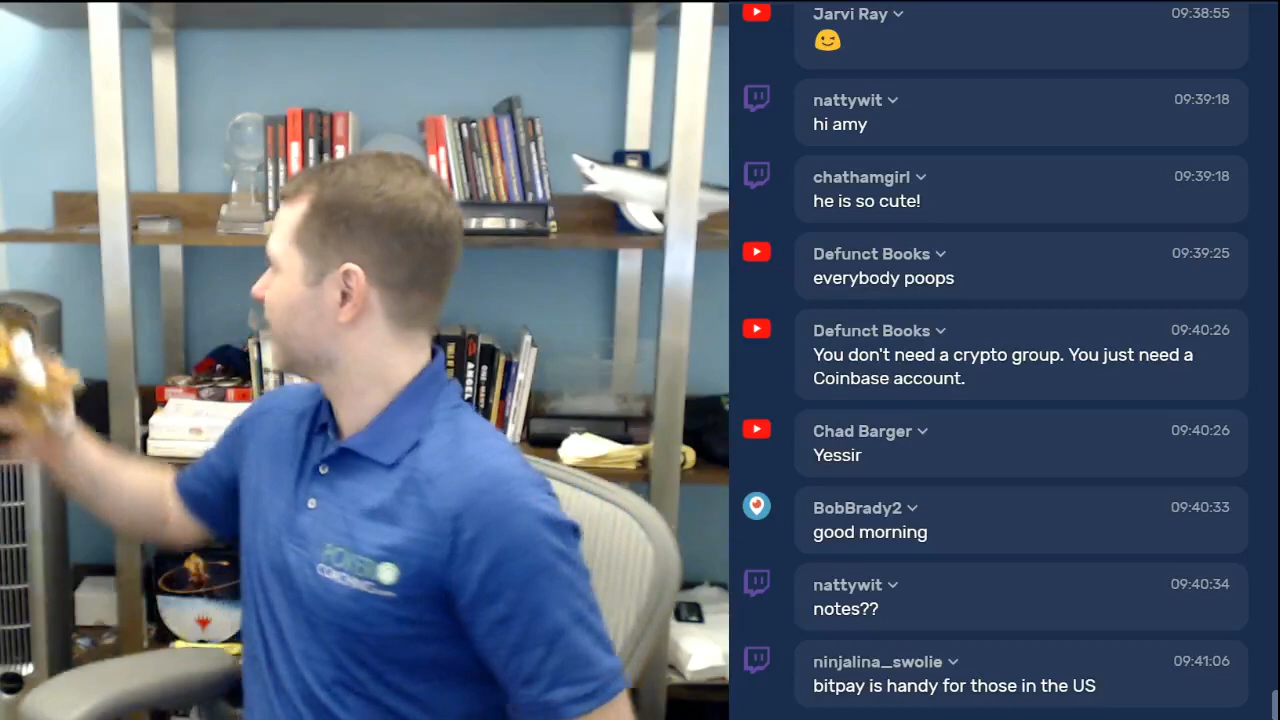 Jarvi Ray
09:38:55
nattywit
09:39:18
hi amy
chathamgirl
09:39:18
he is so cute!
Defunct Books
09:39:25
everybody poops
Defunct Books
09:40:26
You don't need a crypto group. You just need a
Coinbase account.
Chad Barger
09:40:26
Yessir
BobBrady2
09:40:33
good morning
nattywit
09:40:34
notes??
ninjalina_swolie
09:41:06
bitpay is handy for those in the US
POKER
COACHING.com